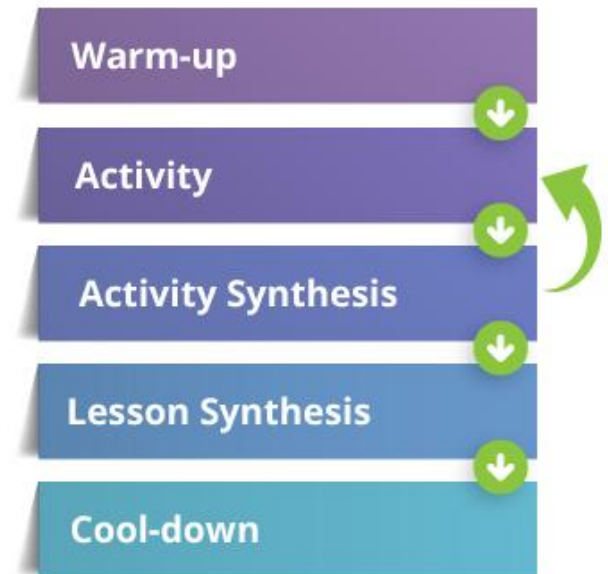 Warm-up
Activity
Activity Synthesis
Lesson Synthesis
Cool-down